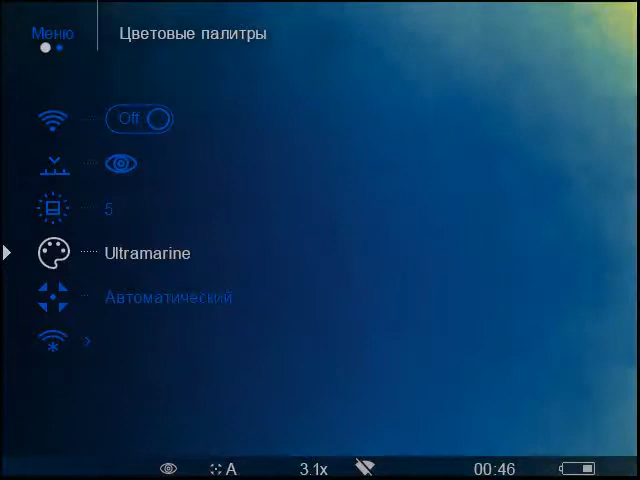 Меню
Цветовые палитры
Off
5
Ultramarine
Автоматический
A 3.1x 00:46